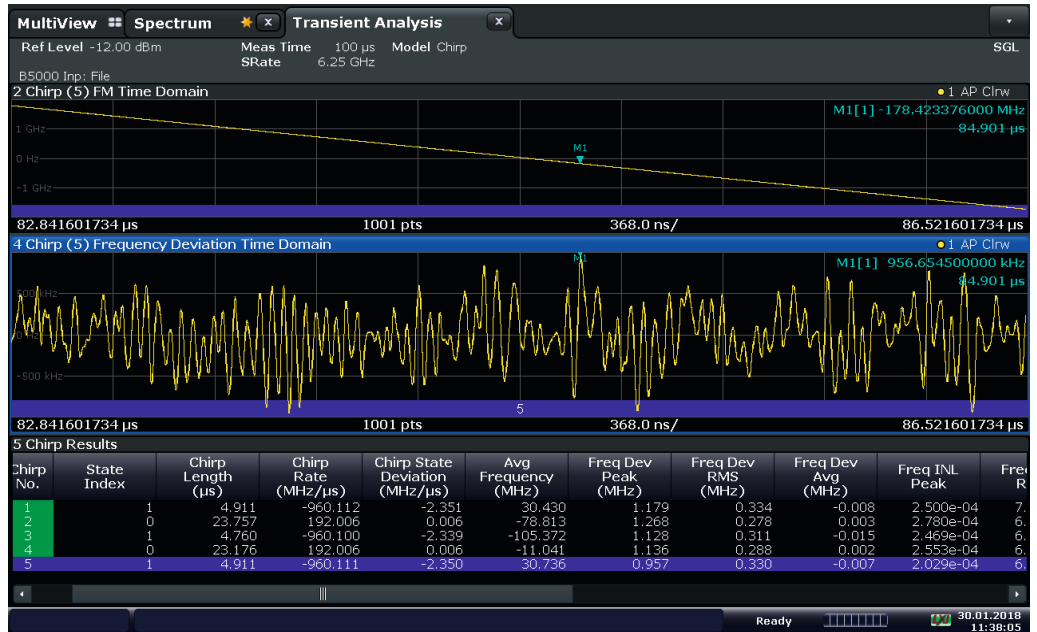 MultiView Spectrum x Transient Analysis x
Ref Level -12.00 dBm Meas Time 100 µs Model Chirp SGL
SRate 6.25 GHz
B5000 Inp: File
2 Chirp (5) FM Time Domain 1 AP Clrw
M1[1] -178.423376000 MHz
84.901 µs
1 GHz
M1
0 Hz
-1 GHz
82.841601734 µs 1001 pts 368.0 ns/ 86.521601734 µs
4 Chirp (5) Frequency Deviation Time Domain 1 AP Clrw
M1
M1[1] 956.654500000 kHz
84.901 µs
500 kHz
0 Hz
-500 kHz
5
82.841601734 µs 1001 pts 368.0 ns/ 86.521601734 µs
5 Chirp Results
Chirp State Chirp Chirp Chirp State Avg Freq Dev Freq Dev Freq Dev Freq INL Fre
No. Index Length Rate Deviation Frequency Peak RMS Avg Peak R
(µs) (MHz/µs) (MHz/µs) (MHz) (MHz) (MHz) (MHz)
1 1 4.911 -960.112 -2.351 30.430 1.179 0.334 -0.008 2.500e-04 7.
2 0 23.757 192.006 0.006 -78.813 1.268 0.278 0.003 2.780e-04 6.
3 1 4.760 -960.100 -2.339 -105.372 1.128 0.311 -0.015 2.469e-04 6.
4 0 23.176 192.006 0.006 -11.041 1.136 0.288 0.002 2.553e-04 6.
5 1 4.911 -960.111 -2.350 30.736 0.957 0.330 -0.007 2.029e-04 6.
Ready 30.01.2018
11:38:05